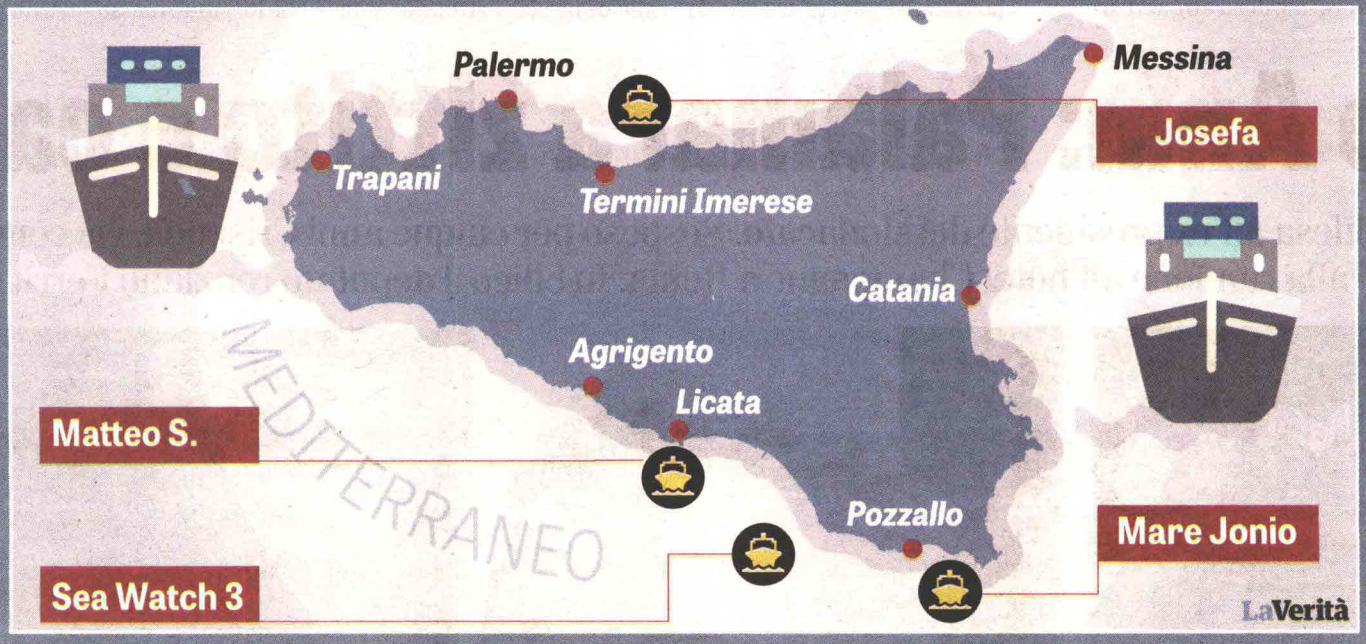 Palermo
Messina
Josefa
Trapani
Termini Imerese
Catania
Agrigento
Licata
Matteo S.
MEDITERRANEO
Pozzallo
Mare Jonio
Sea Watch 3
LaVerità